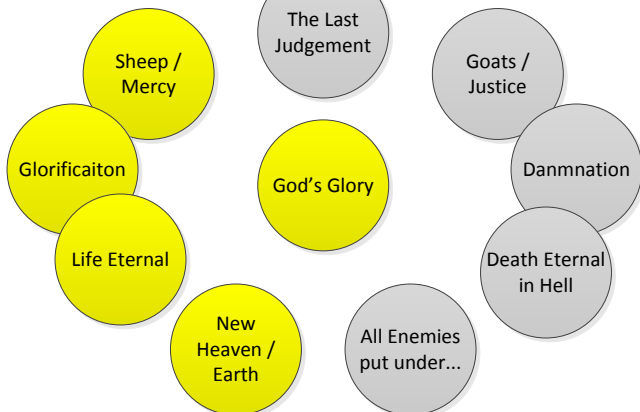 The Last
Judgement
Sheep /
Mercy
Goats /
Justice
Glorificaiton
God's Glory
Danmnation
Life Eternal
Death Eternal
in Hell
New
Heaven /
Earth
All Enemies
put under...